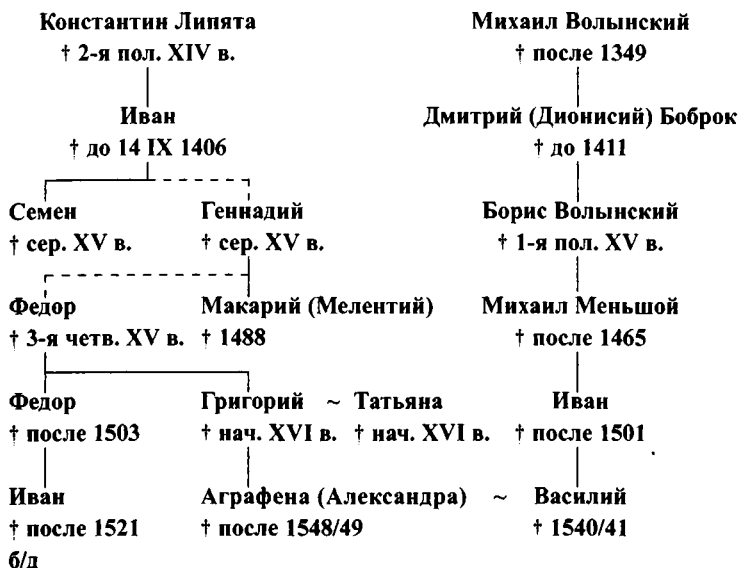 Константин Липята Михаил Волынский
† 2-я пол. XIV в. † после 1349
Иван Дмитрий (Дионисий) Боброк
† до 14 IX 1406 † до 1411
Семен Геннадий Борис Волынский
† сер. XV в. † сер. XV в. † 1-я пол. XV в.
Федор Макарий (Мелентий) Михаил Меньшой
† 3-я четв. XV в. † 1488 † после 1465
Федор Григорий ~ Татьяна Иван
† после 1503 † нач. XVI в. † нач. XVI в. † после 1501
Иван Аграфена (Александра) ~ Василий
† после 1521 † после 1548/49 † 1540/41
б/д